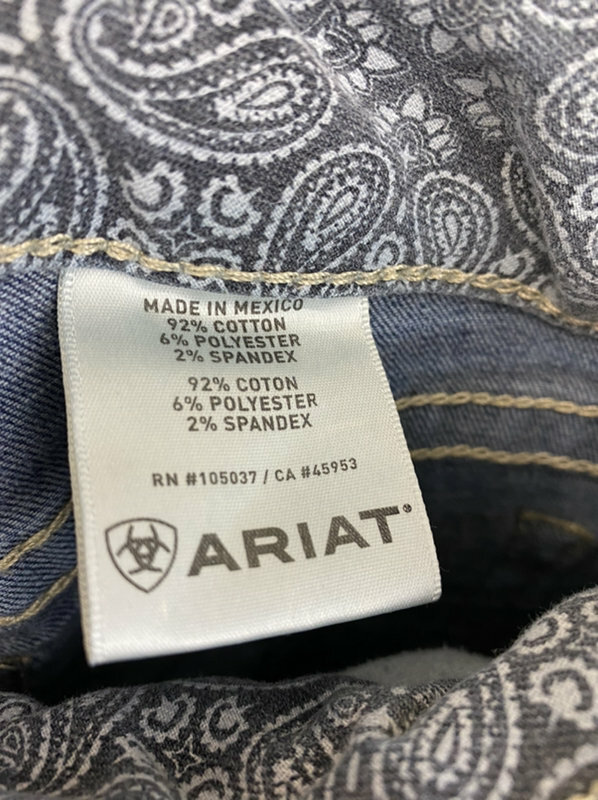 MADE IN MEXICO
92% COTTON
6% POLYESTER
2% SPANDEX
92% COTON
6% POLYESTER
2% SPANDEX
RN #105037 / CA #45953
ARIAT